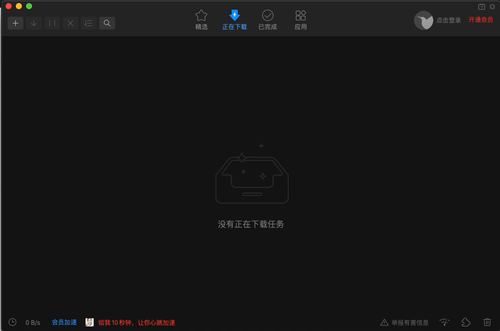 精选
正在下载
已完成
应用
点击登录
开通会员
没有正在下载任务
0 B/s
会员加速
给我10秒钟，让你心跳加速
举报有害信息